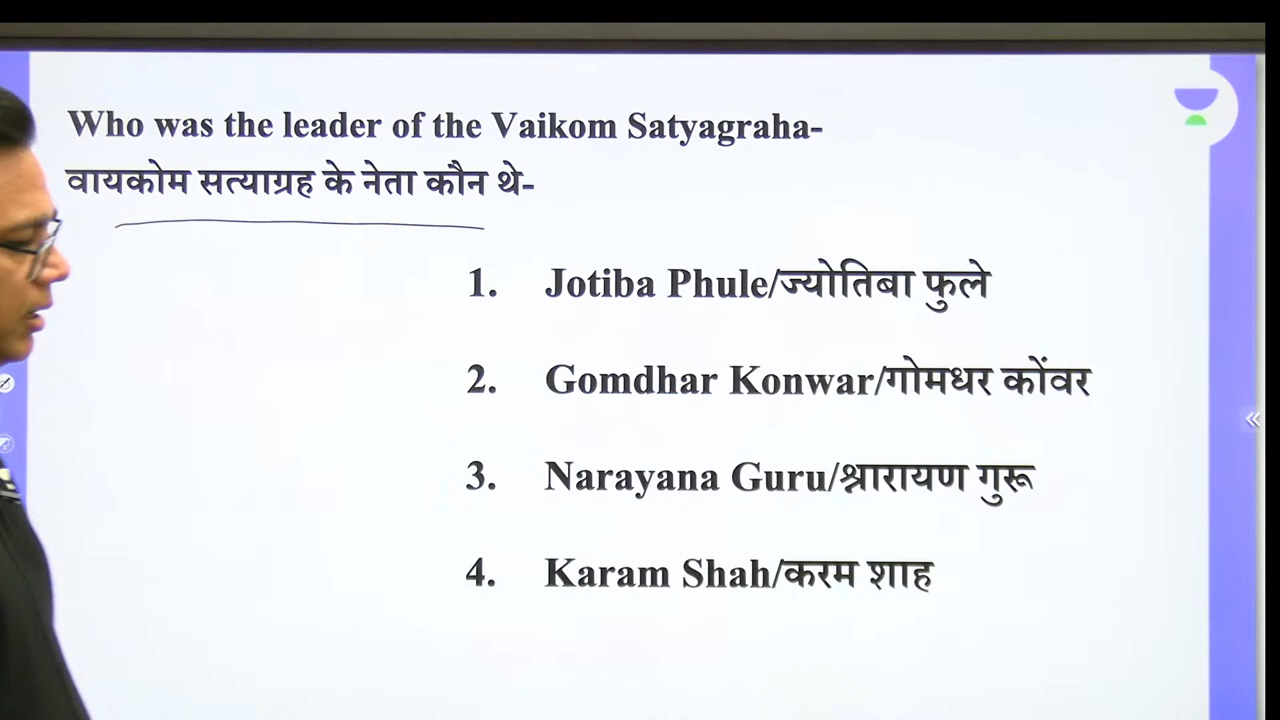 Who was the leader of the Vaikom Satyagraha-
वायकोम सत्याग्रह के नेता कौन थे-
1. Jotiba Phule/ज्योतिबा फुले
2. Gomdhar Konwar/गोमधर कोंवर
3. Narayana Guru/श्नारायण गुरू
4. Karam Shah/करम शाह